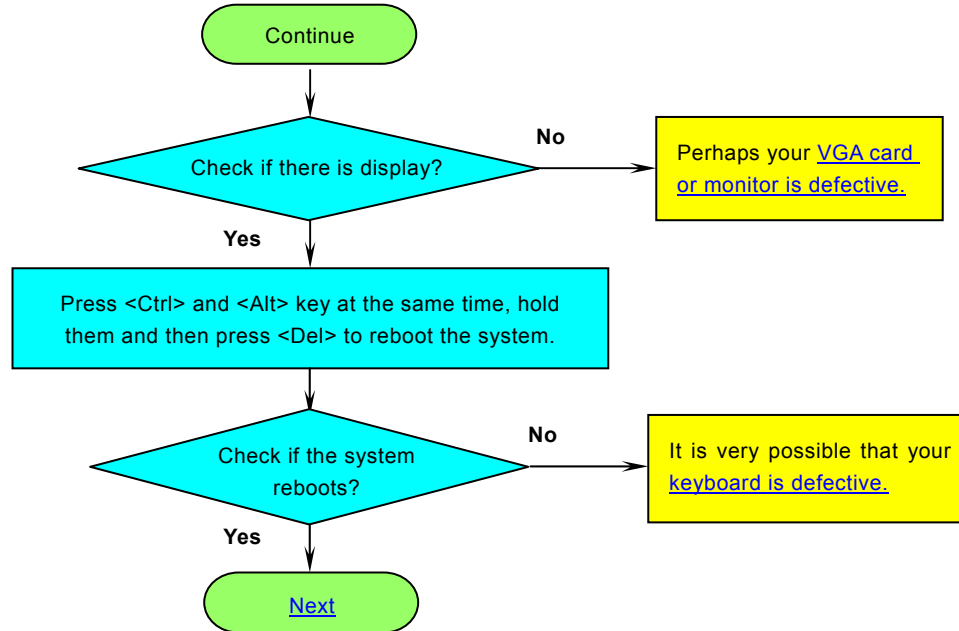 Continue
Check if there is display?
No
Perhaps your VGA card
or monitor is defective.
Yes
Press <Ctrl> and <Alt> key at the same time, hold
them and then press <Del> to reboot the system.
Check if the system
reboots?
No
It is very possible that your
keyboard is defective.
Yes
Next